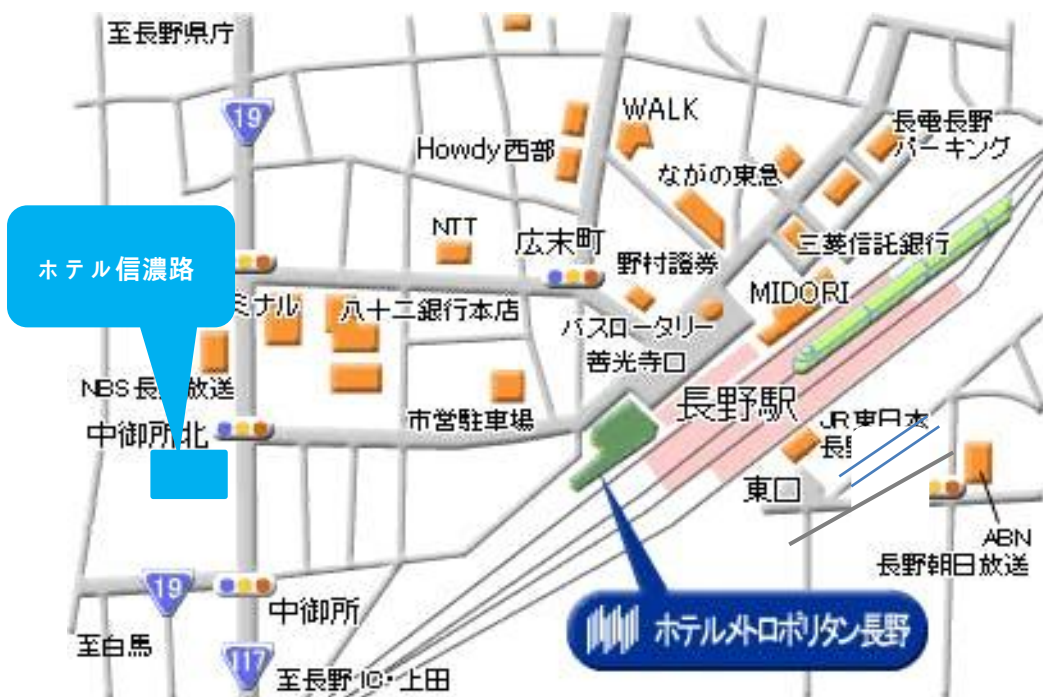 至長野県庁
19
WALK
長電長野
パーキング
Howdy西部
ながの東急
NTT
広末町
三菱信託銀行
野村證券
ホテル信濃路
MIDORI
ミナル
八十二銀行本店
バスロータリー
善光寺口
NBS長 放送
市営駐車場
長野駅
中御所北
JR東日本
長
東口
ABN
長野朝日放送
19
中御所
ホテルメトロポリタン長野
至白馬
117
至長野IC・上田